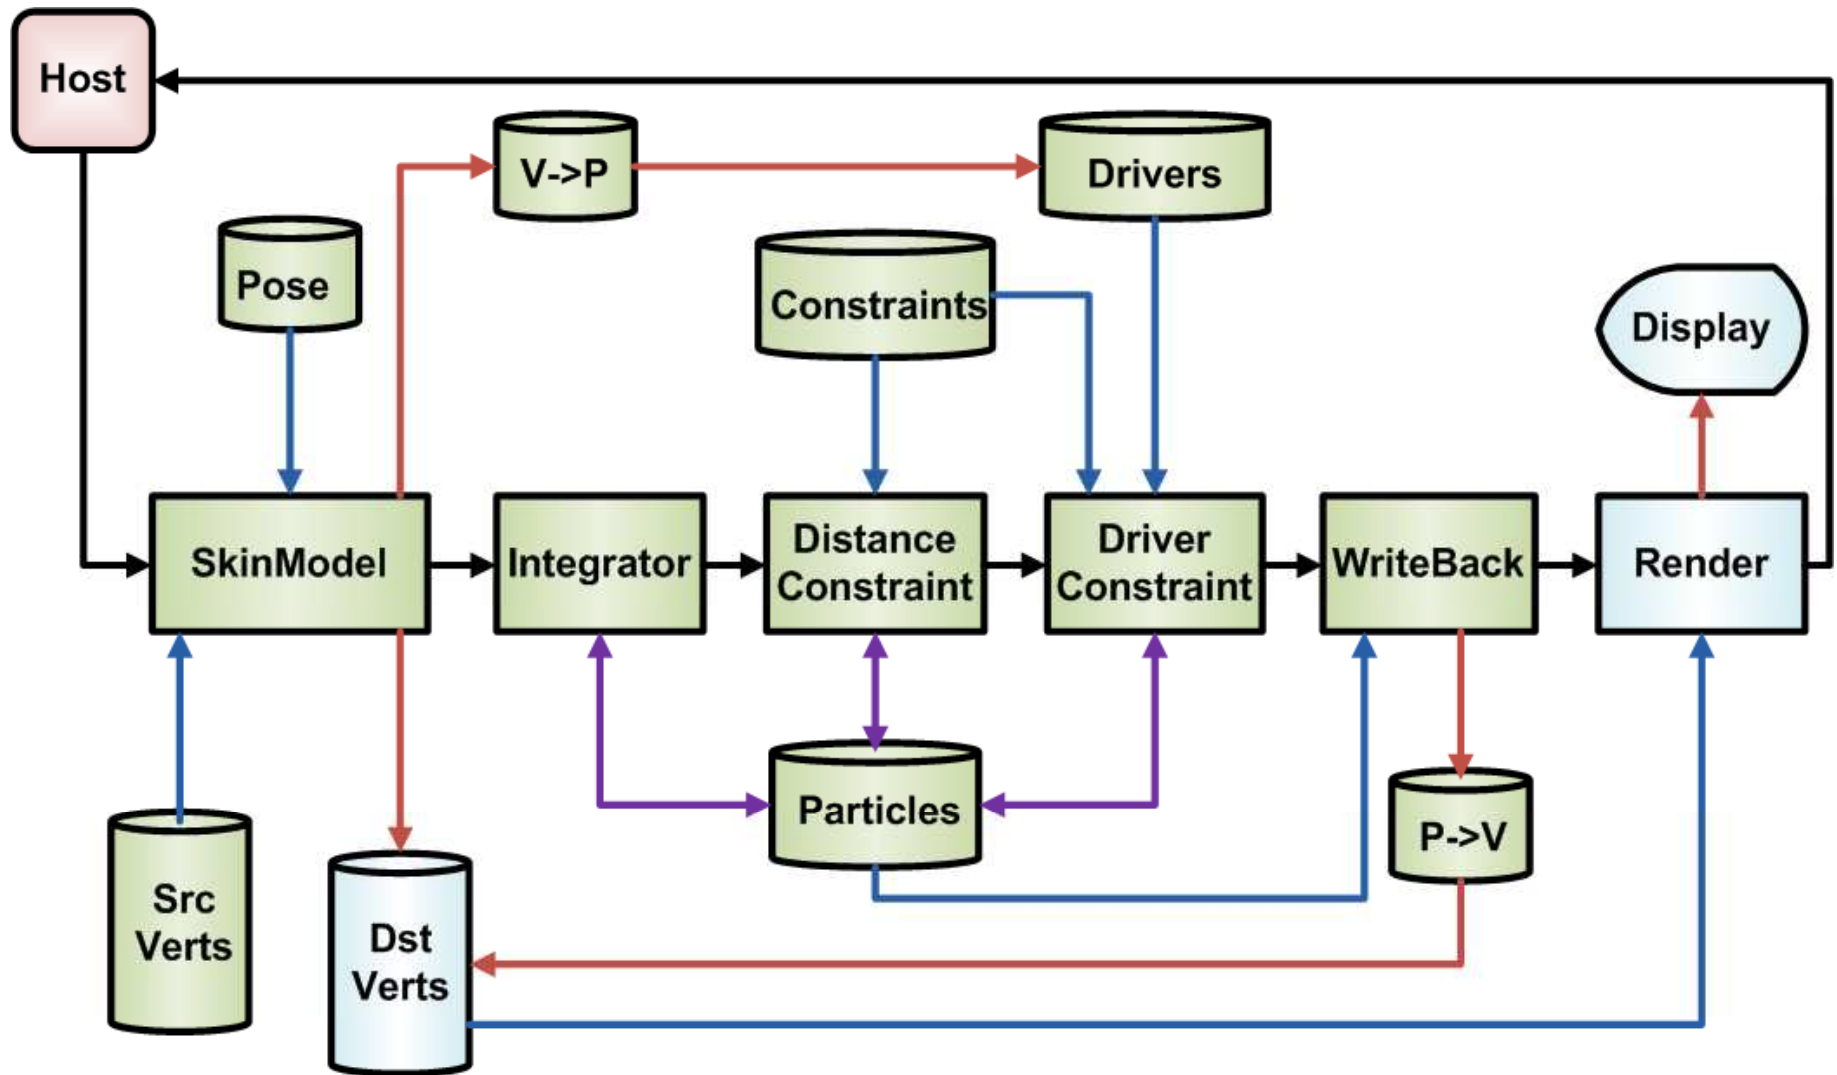 Host
V->P
Drivers
Pose
Constraints
Display
SkinModel
Integrator
Distance
Constraint
Driver
Constraint
WriteBack
Render
Particles
P->V
Src
Verts
Dst
Verts